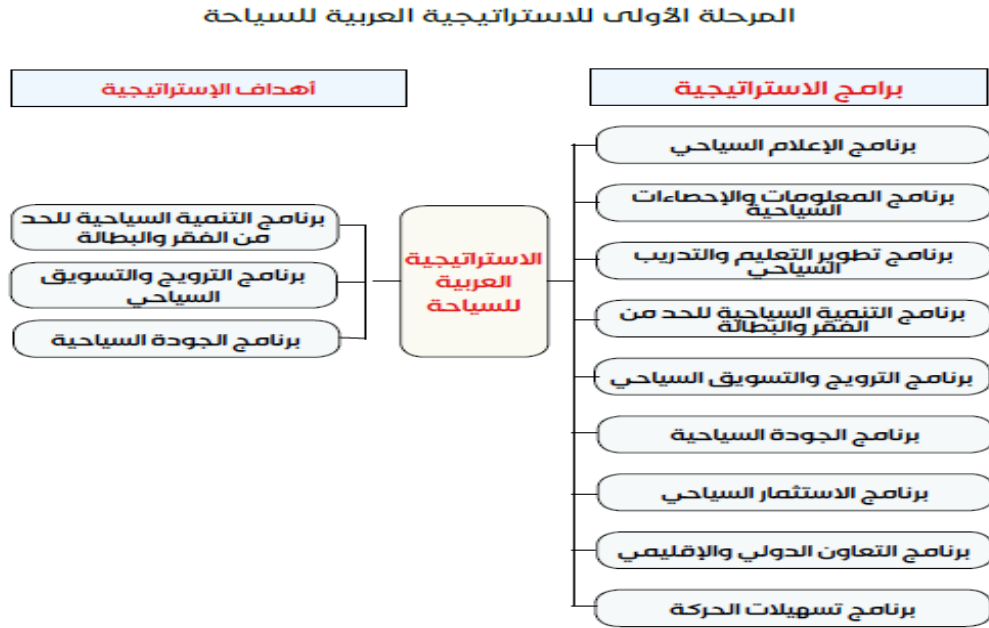 المرحلة الأولى للاستراتيجية العربية للسياحة
برامج الاستراتيجية
برنامج الإعلام السياحي
برنامج المعلومات والإحصاءات
السياحية
برنامج تطوير التعليم والتدريب
السياحي
برنامج التنمية السياحية للحد من
الفقر والبطالة
برنامج الترويج والتسويق السياحي
برنامج الجودة السياحية
برنامج الاستثمار السياحي
برنامج التعاون الدولي والإقليمي
برنامج تسهيلات الحركة
الاستراتيجية
العربية
للسياحة
أهداف الإستراتيجية
برنامج التنمية السياحية للحد
من الفقر والبطالة
برنامج الترويج والتسويق
السياحي
برنامج الجودة السياحية